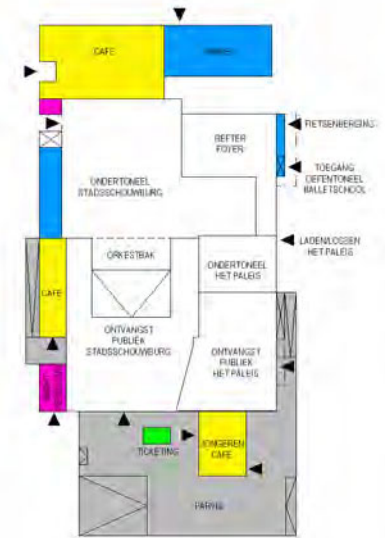 CAFE
REFTER
FOYER
FIETSENBERGING
TOEGANG
OEFENTONEEL
BALLETSCHOOL
ONDERTONEEL
STADSSCHOUWBURG
LADEN/LOSSEN
HET PALEIS
ORKESTBAK
ONDERTONEEL
HET PALEIS
CAFE
ONTVANGST
PUBLIEK
STADSSCHOUWBURG
ONTVANGST
PUBLIEK
HET PALEIS
TICKETING
JONGEREN
CAFE
PARVIS